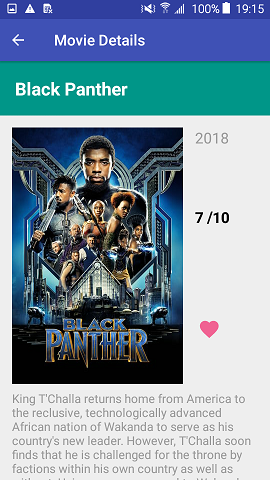 100% 19:15
Movie Details
Black Panther
2018
7 /10
BLACK
PANTHER
King T'Challa returns home from America to
the reclusive, technologically advanced
African nation of Wakanda to serve as his
country's new leader. However, T'Challa soon
finds that he is challenged for the throne by
factions within his own country as well as